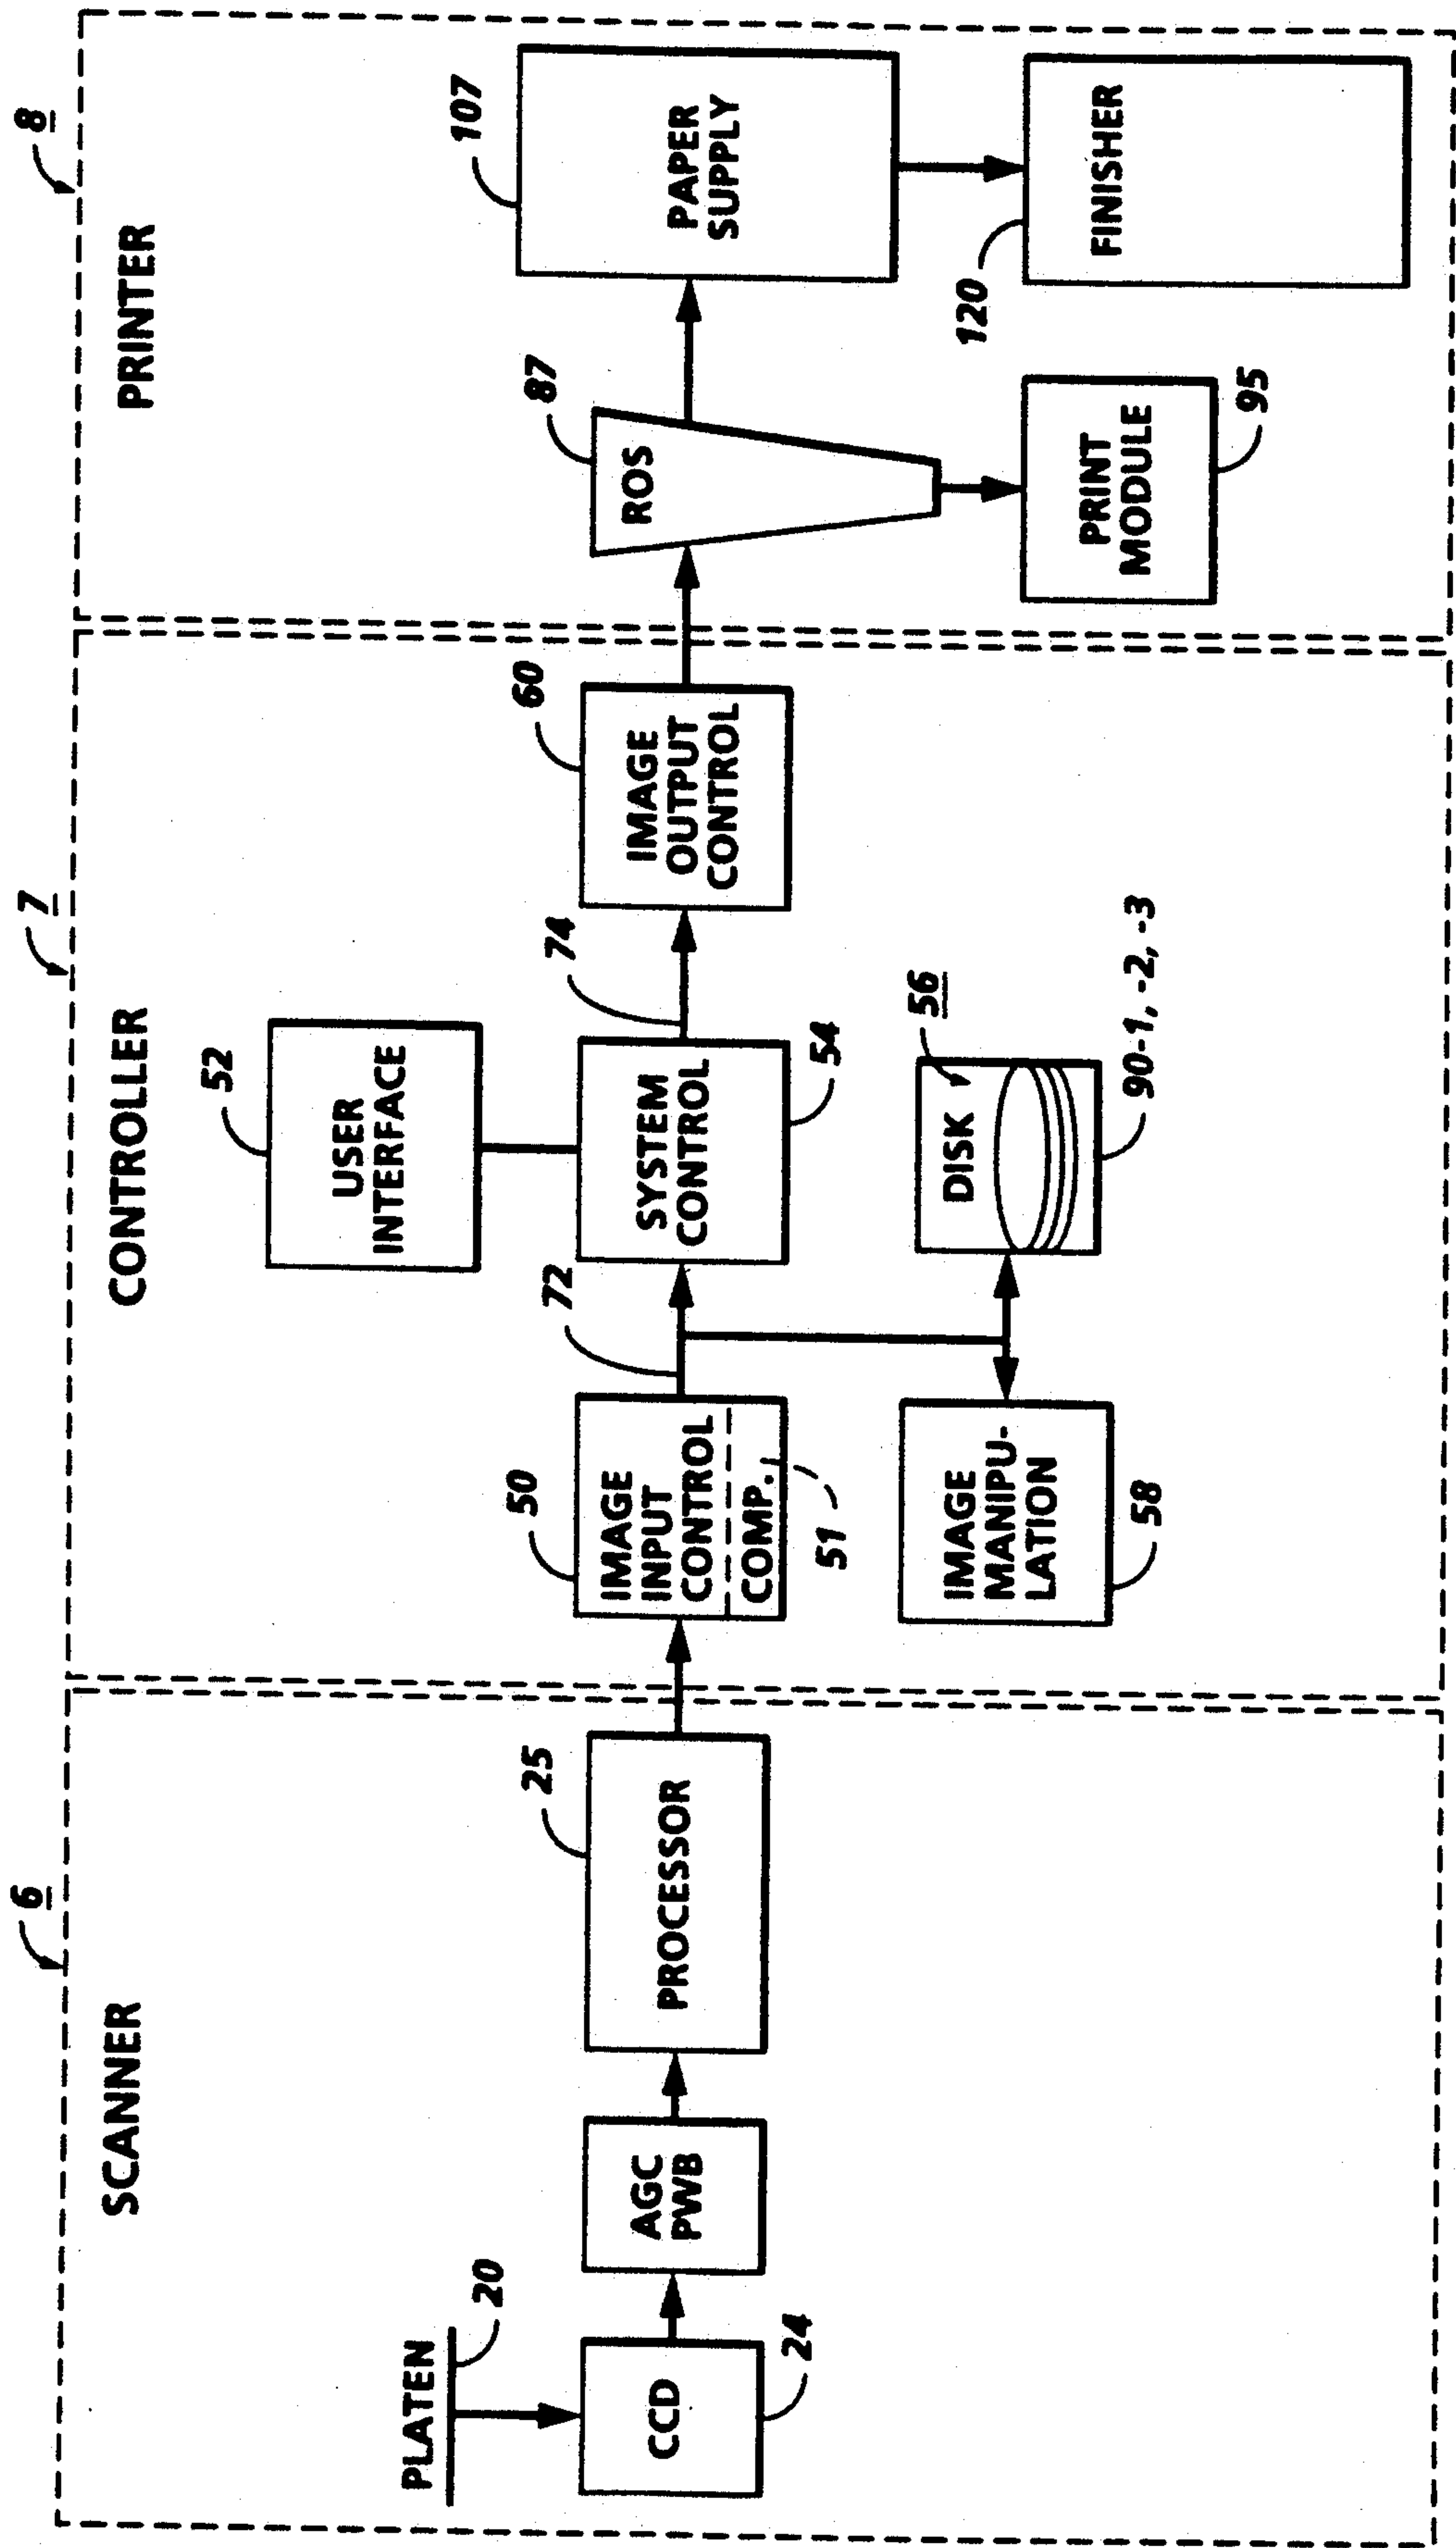 6
SCANNER
PLATEN
20
CCD
24
AGC
PWB
PROCESSOR
25
7
CONTROLLER
52
USER
INTERFACE
50
IMAGE
INPUT
CONTROL
COMP.
51
72
SYSTEM
CONTROL
54
74
IMAGE
OUTPUT
CONTROL
60
IMAGE
MANIPU-
LATION
58
DISK
56
90-1, -2, -3
8
PRINTER
ROS
87
PRINT
MODULE
95
PAPER
SUPPLY
107
FINISHER
120